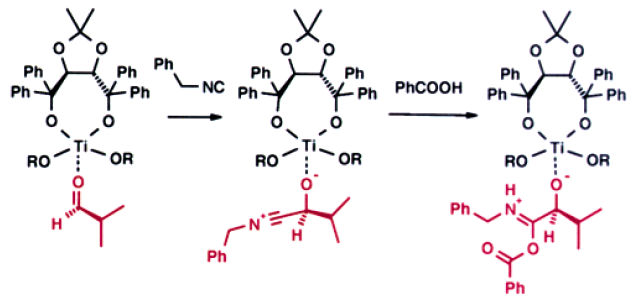 O O
Ph Ph Ph Ph
O O
Ti
RO OR
O
H
Ph NC
O O
Ph Ph Ph Ph
O O
Ti
RO OR
O-
N+
H
Ph
PhCOOH
O O
Ph Ph Ph Ph
O O
Ti
RO OR
H O-
Ph N+
H
O O
Ph